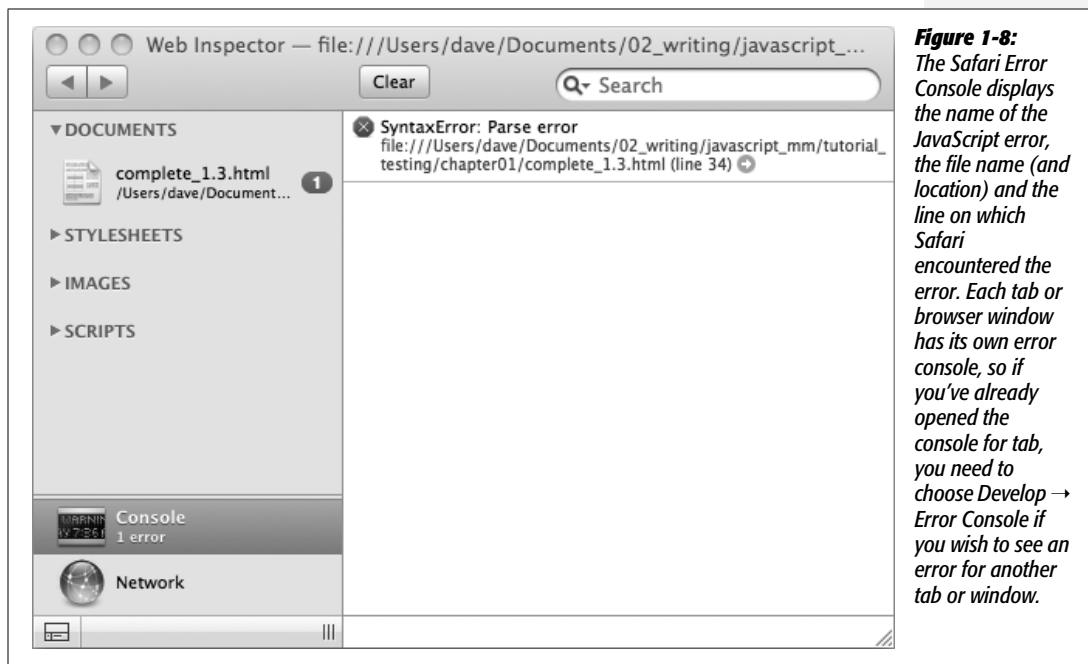 Web Inspector — file:///Users/dave/Documents/02_writing/javascript_...
Clear
Search
DOCUMENTS
complete_1.3.html
/Users/dave/Document...
1
STYLESHEETS
IMAGES
SCRIPTS
Console
1 error
Network
SyntaxError: Parse error
file:///Users/dave/Documents/02_writing/javascript_mm/tutorial_
testing/chapter01/complete_1.3.html (line 34)
Figure 1-8:
The Safari Error
Console displays
the name of the
JavaScript error,
the file name (and
location) and the
line on which
Safari
encountered the
error. Each tab or
browser window
has its own error
console, so if
you've already
opened the
console for tab,
you need to
choose Develop →
Error Console if
you wish to see an
error for another
tab or window.